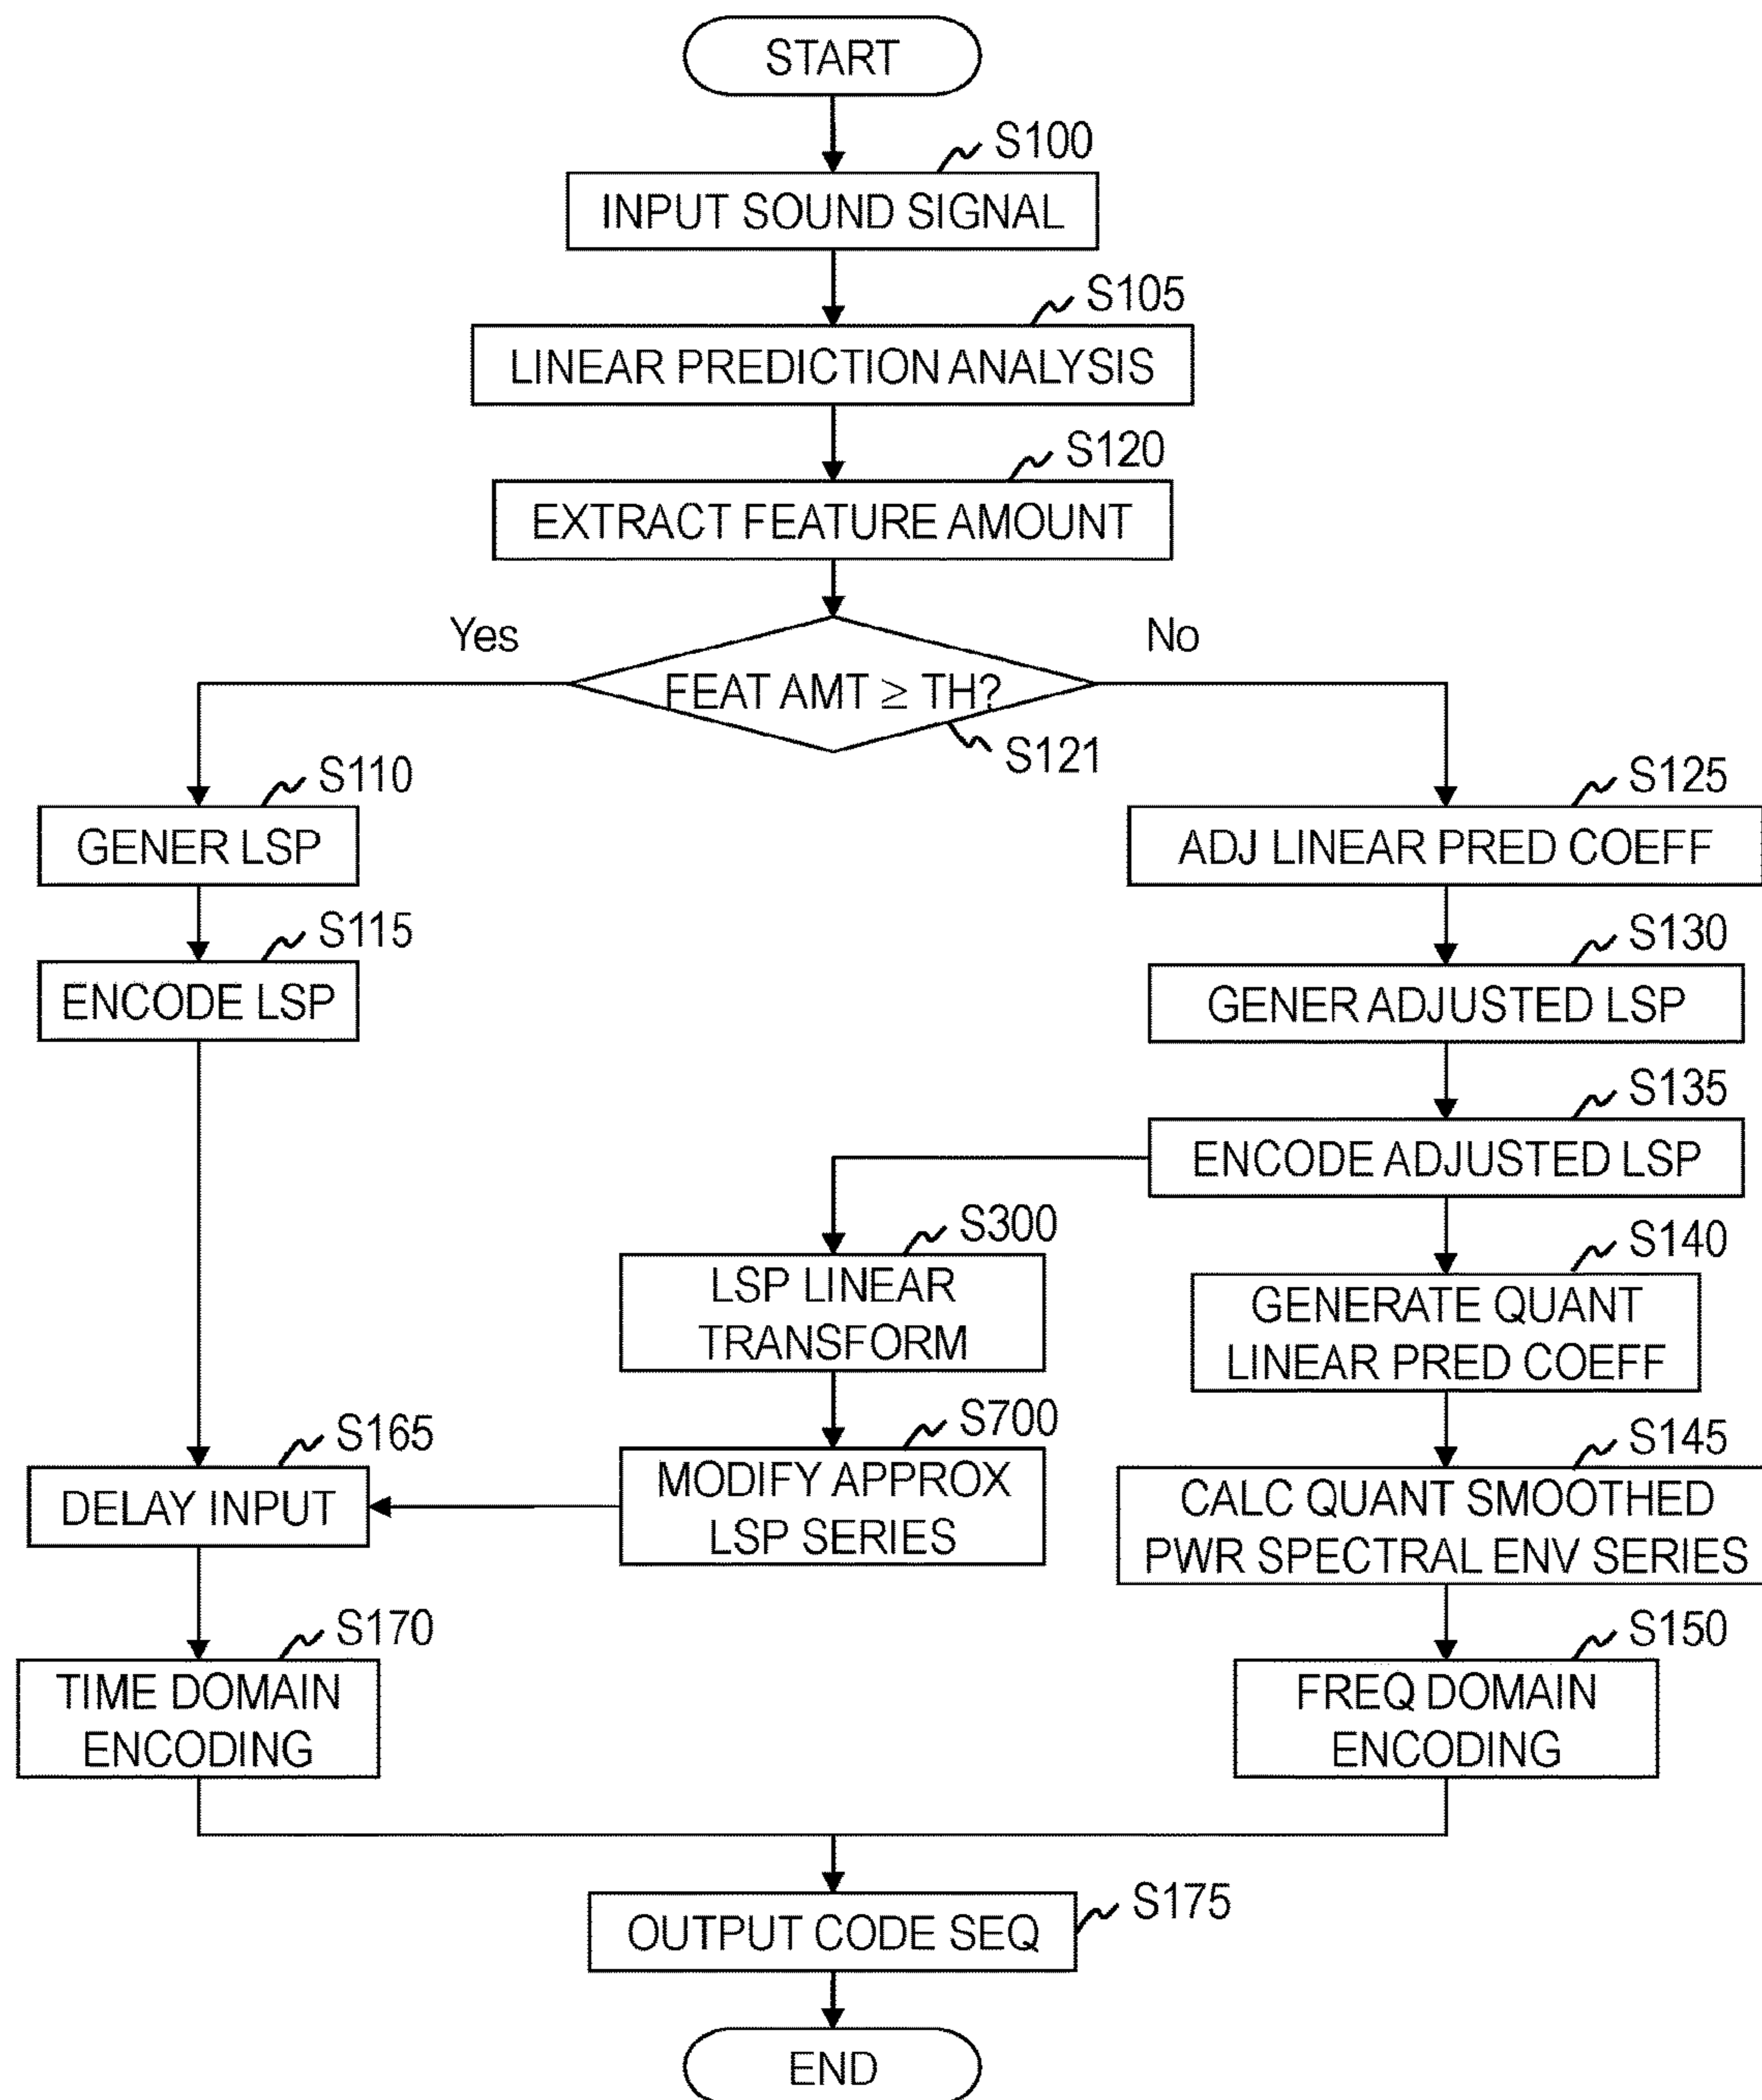 START
S100
INPUT SOUND SIGNAL
S105
LINEAR PREDICTION ANALYSIS
S120
EXTRACT FEATURE AMOUNT
Yes
No
FEAT AMT ≥ TH?
S121
S110
GENER LSP
S115
ENCODE LSP
S125
ADJ LINEAR PRED COEFF
S130
GENER ADJUSTED LSP
S135
ENCODE ADJUSTED LSP
S300
LSP LINEAR
TRANSFORM
S140
GENERATE QUANT
LINEAR PRED COEFF
S165
DELAY INPUT
S700
MODIFY APPROX
LSP SERIES
S145
CALC QUANT SMOOTHED
PWR SPECTRAL ENV SERIES
S170
TIME DOMAIN
ENCODING
S150
FREQ DOMAIN
ENCODING
S175
OUTPUT CODE SEQ
END